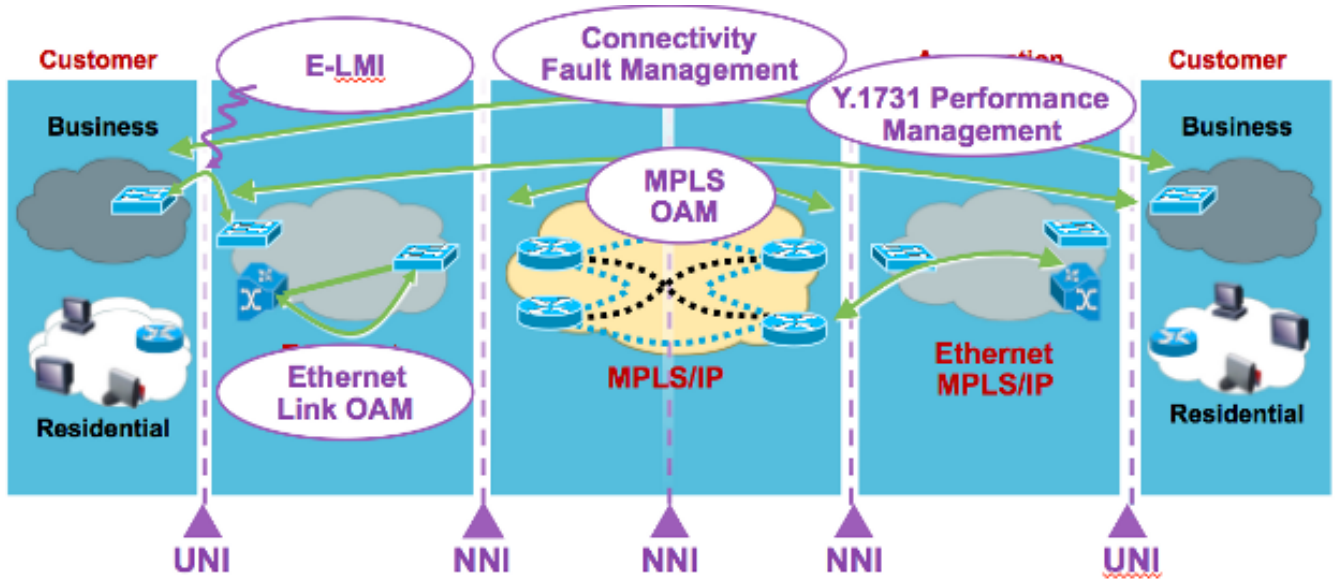 Customer
E-LMI
Connectivity
Fault Management
Customer
Business
Y.1731 Performance
Management
Business
MPLS
OAM
Ethernet
Link OAM
MPLS/IP
Ethernet
MPLS/IP
Residential
Residential
UNI
NNI
NNI
NNI
UNI